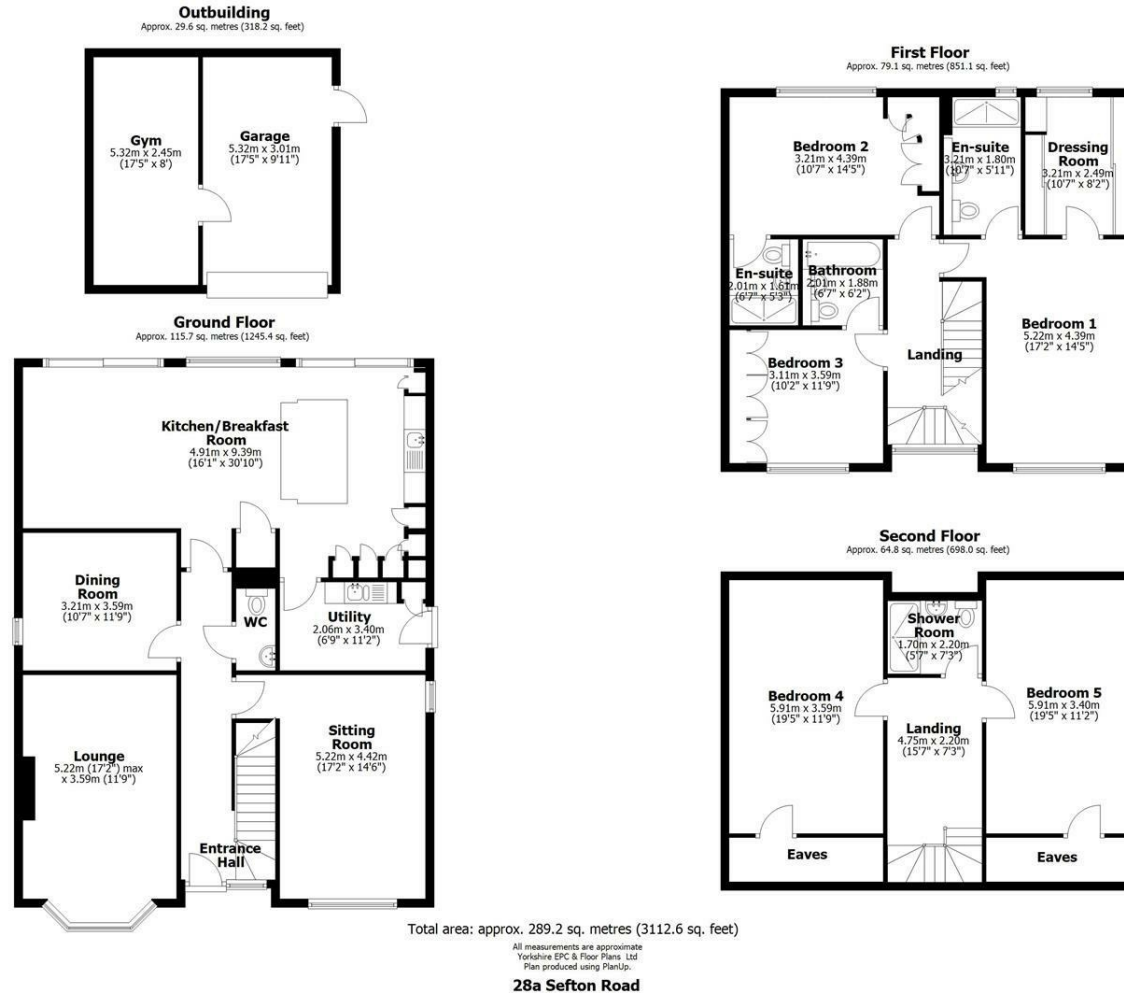 Outbuilding
Approx. 29.6 sq. metres (318.2 sq. feet)
Gym
5.32m x 2.45m
(17'5" x 8')
Garage
5.32m x 3.01m
(17'5" x 9'11")
Ground Floor
Approx. 115.7 sq. metres (1245.4 sq. feet)
Kitchen/Breakfast
Room
4.91m x 9.39m
(16'1" x 30'10")
Dining
Room
3.21m x 3.59m
(10'7" x 11'9")
WC
Utility
2.06m x 3.40m
(6'9" x 11'2")
Lounge
5.22m (17'2") max
x 3.59m (11'9")
Sitting
Room
5.22m x 4.42m
(17'2" x 14'6")
Entrance
Hall
First Floor
Approx. 79.1 sq. metres (851.1 sq. feet)
Bedroom 2
3.21m x 4.39m
(10'7" x 14'5")
En-suite
3.21m x 1.80m
(10'7" x 5'11")
Dressing
Room
3.21m x 2.49m
(10'7" x 8'2")
En-suite
2.01m x 1.61m
(6'7" x 5'3")
Bathroom
2.01m x 1.88m
(6'7" x 6'2")
Bedroom 1
5.22m x 4.39m
(17'2" x 14'5")
Landing
Bedroom 3
3.11m x 3.59m
(10'2" x 11'9")
Second Floor
Approx. 64.8 sq. metres (698.0 sq. feet)
Shower
Room
1.70m x 2.20m
(5'7" x 7'3")
Bedroom 4
5.91m x 3.59m
(19'5" x 11'9")
Landing
4.75m x 2.20m
(15'7" x 7'3")
Bedroom 5
5.91m x 3.40m
(19'5" x 11'2")
Eaves
Eaves
Total area: approx. 289.2 sq. metres (3112.6 sq. feet)
All measurements are approximate
Yorkshire EPC & Floor Plans Ltd
Plan produced using PlanUp.
28a Sefton Road